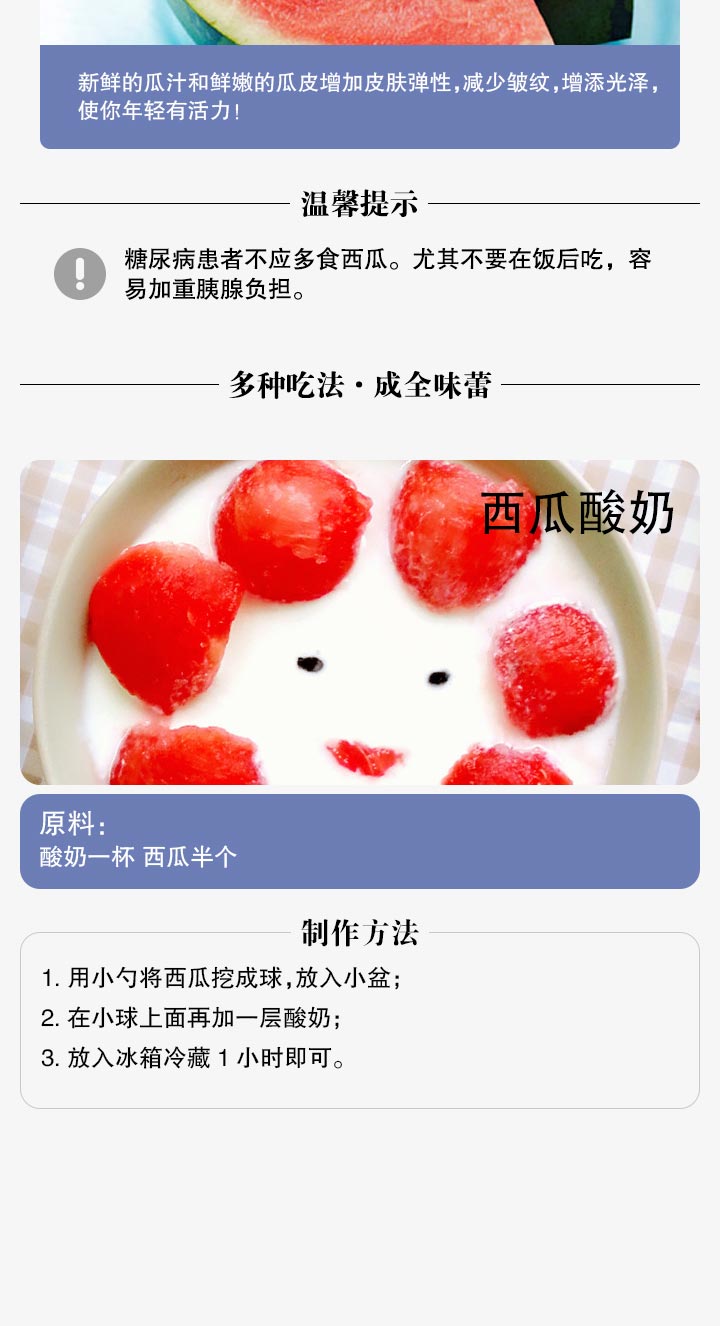 新鲜的瓜汁和鲜嫩的瓜皮增加皮肤弹性,减少皱纹,增添光泽,
使你年轻有活力!
温馨提示
糖尿病患者不应多食西瓜。尤其不要在饭后吃，容
易加重胰腺负担。
多种吃法·成全味蕾
西瓜酸奶
原料:
酸奶一杯 西瓜半个
制作方法
1. 用小勺将西瓜挖成球,放入小盆;
2. 在小球上面再加一层酸奶;
3. 放入冰箱冷藏 1 小时即可。